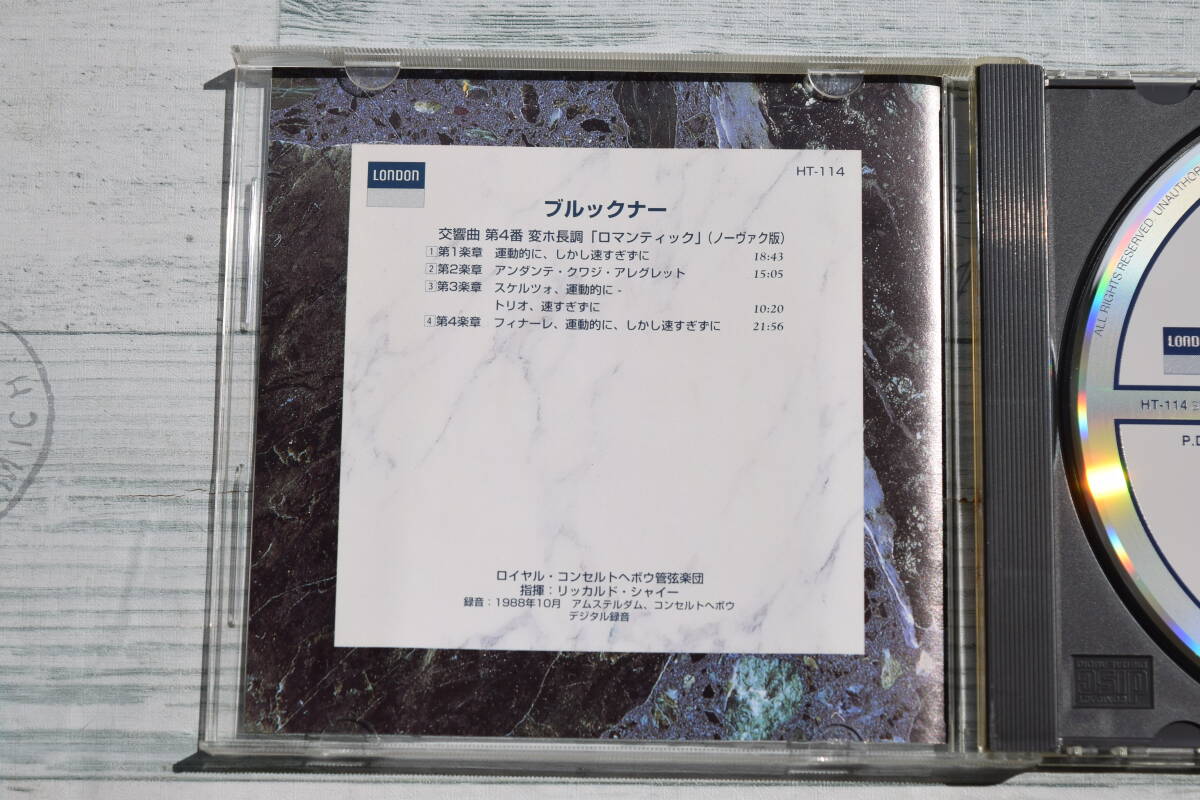 LONDON
HT-114
ブルックナー
交響曲 第4番 変ホ長調「ロマンティック」(ノーヴァク版)
1 第1楽章 運動的に、しかし速すぎずに 18:43
2 第2楽章 アンダンテ・クワジ・アレグレット 15:05
3 第3楽章 スケルツォ、運動的に -
トリオ、速すぎずに 10:20
4 第4楽章 フィナーレ、運動的に、しかし速すぎずに 21:56
ロイヤル・コンセルトヘボウ管弦楽団
指揮：リッカルド・シャイー
録音：1988年10月 アムステルダム、コンセルトヘボウ
デジタル録音
ALL RIGHTS RESERVED. UNAUTHOR
LONDO
HT-114
P.D
MICH